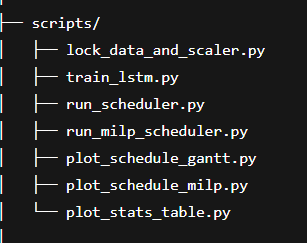 ├── scripts/
│   ├── lock_data_and_scaler.py
│   ├── train_lstm.py
│   ├── run_scheduler.py
│   ├── run_milp_scheduler.py
│   ├── plot_schedule_gantt.py
│   ├── plot_schedule_milp.py
│   └── plot_stats_table.py